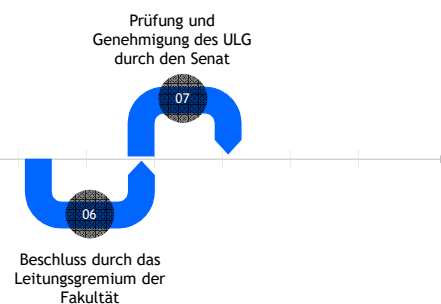 Prüfung und
Genehmigung des ULG
durch den Senat
07
06
Beschluss durch das
Leitungsgremium der
Fakultät